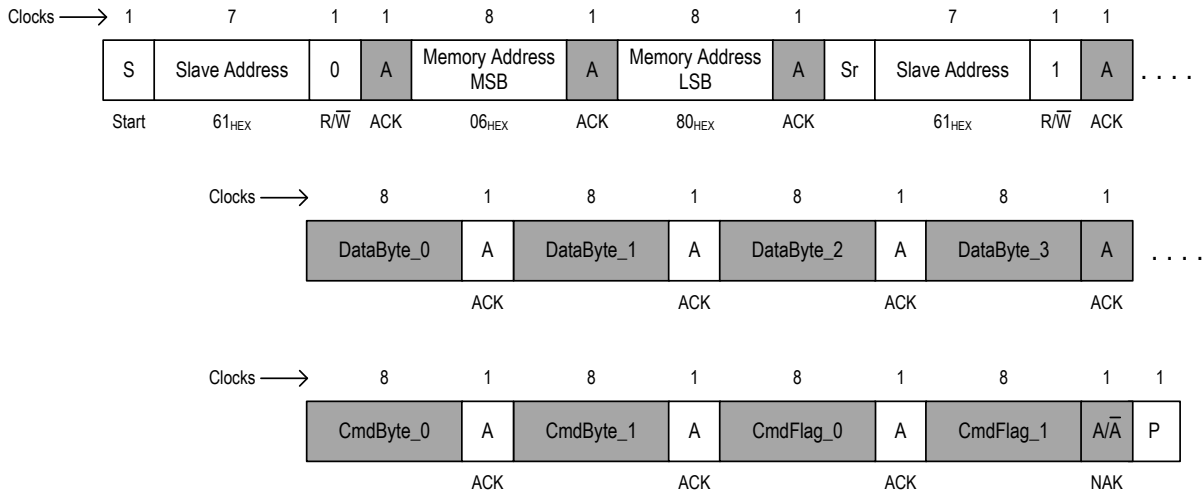 Clocks 1 7 1 1 8 1 8 1 7 1 1
S Slave Address 0 A Memory Address MSB A Memory Address LSB A Sr Slave Address 1 A . . . .
Start 61HEX R/W̅ ACK 06HEX ACK 80HEX ACK 61HEX R/W̅ ACK
Clocks 8 1 8 1 8 1 8 1
DataByte_0 A DataByte_1 A DataByte_2 A DataByte_3 A . . . .
ACK ACK ACK ACK
Clocks 8 1 8 1 8 1 8 1 1
CmdByte_0 A CmdByte_1 A CmdFlag_0 A CmdFlag_1 A/A̅ P
ACK ACK ACK NAK